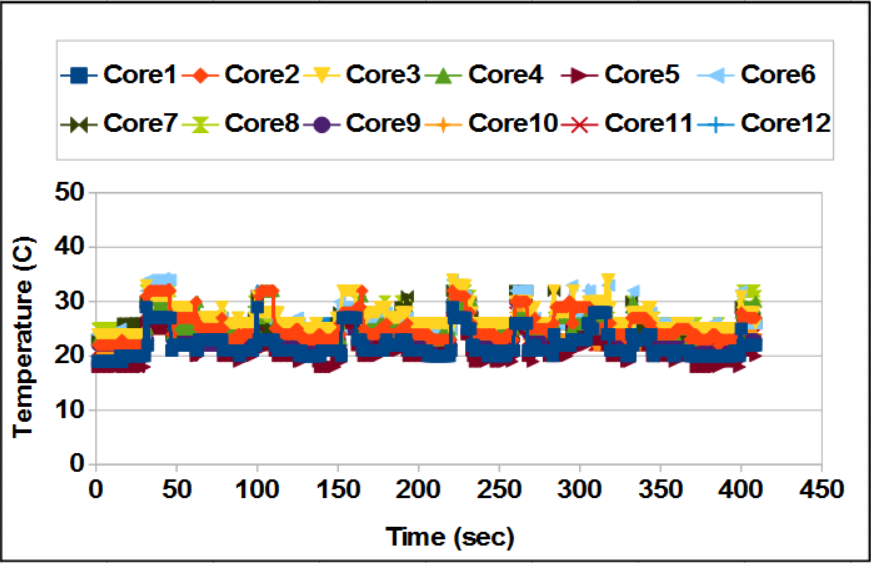 Core1 Core2 Core3 Core4 Core5 Core6
Core7 Core8 Core9 Core10 Core11 Core12
50
40
30
20
10
0
Temperature (C)
0 50 100 150 200 250 300 350 400 450
Time (sec)